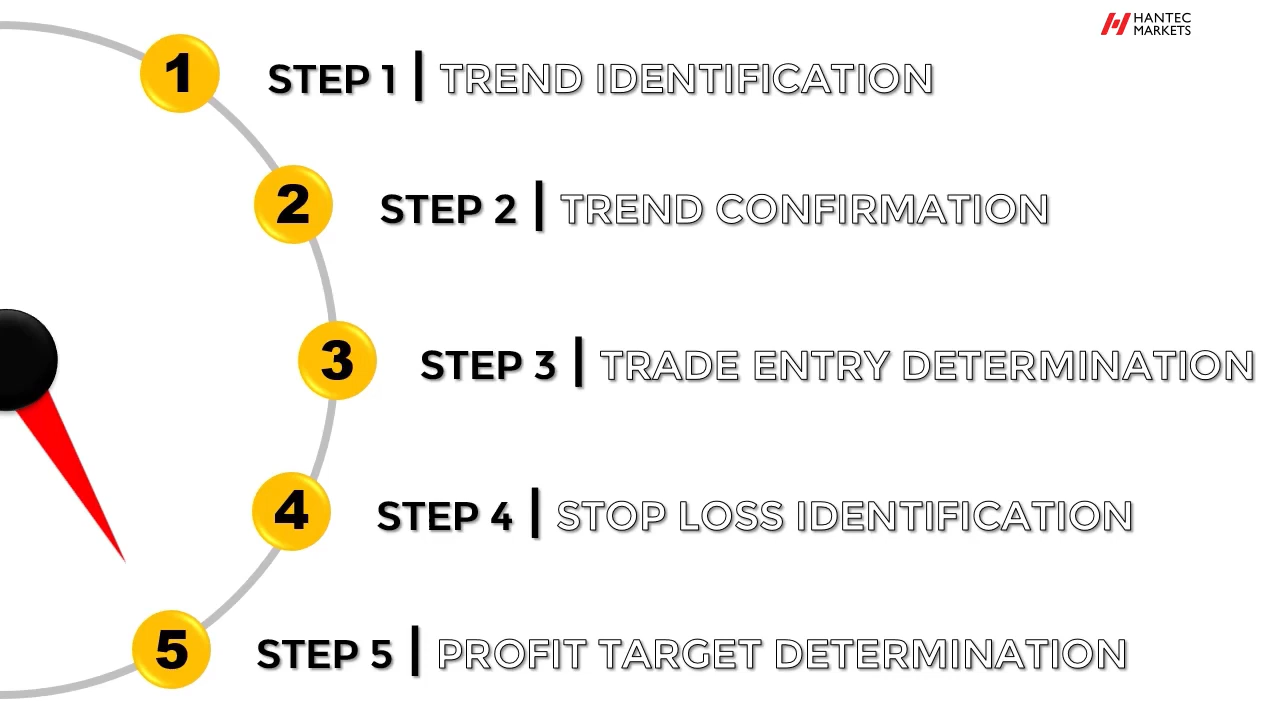 HANTEC
MARKETS
1 STEP 1 | TREND IDENTIFICATION
2 STEP 2 | TREND CONFIRMATION
3 STEP 3 | TRADE ENTRY DETERMINATION
4 STEP 4 | STOP LOSS IDENTIFICATION
5 STEP 5 | PROFIT TARGET DETERMINATION